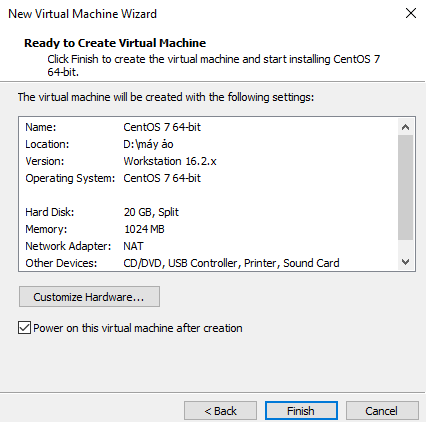 New Virtual Machine Wizard
Ready to Create Virtual Machine
Click Finish to create the virtual machine and start installing CentOS 7
64-bit.
The virtual machine will be created with the following settings:
Name: CentOS 7 64-bit
Location: D:\máy ảo
Version: Workstation 16.2.x
Operating System: CentOS 7 64-bit
Hard Disk: 20 GB, Split
Memory: 1024 MB
Network Adapter: NAT
Other Devices: CD/DVD, USB Controller, Printer, Sound Card
Customize Hardware...
Power on this virtual machine after creation
< Back Finish Cancel